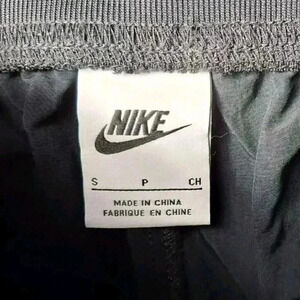 NIKE
S P CH
MADE IN CHINA
FABRIQUE EN CHINE